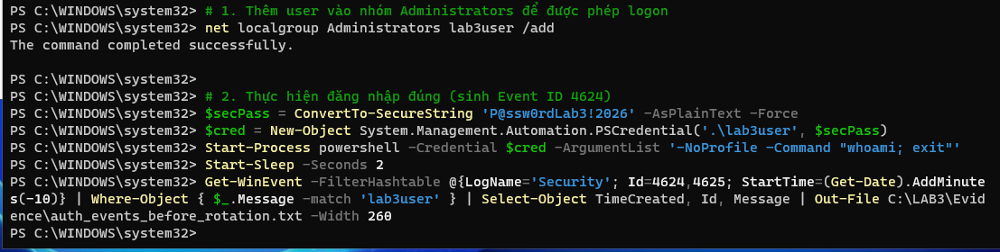 PS C:\WINDOWS\system32> # 1. Thêm user vào nhóm Administrators để được phép logon
PS C:\WINDOWS\system32> net localgroup Administrators lab3user /add
The command completed successfully.
PS C:\WINDOWS\system32>
PS C:\WINDOWS\system32> # 2. Thực hiện đăng nhập đúng (sinh Event ID 4624)
PS C:\WINDOWS\system32> $secPass = ConvertTo-SecureString 'P@ssw0rdLab3!2026' -AsPlainText -Force
PS C:\WINDOWS\system32> $cred = New-Object System.Management.Automation.PSCredential('.\lab3user', $secPass)
PS C:\WINDOWS\system32> Start-Process powershell -Credential $cred -ArgumentList '-NoProfile -Command "whoami; exit"'
PS C:\WINDOWS\system32> Start-Sleep -Seconds 2
PS C:\WINDOWS\system32> Get-WinEvent -FilterHashtable @{LogName='Security'; Id=4624,4625; StartTime=(Get-Date).AddMinute
s(-10)} | Where-Object { $_.Message -match 'lab3user' } | Select-Object TimeCreated, Id, Message | Out-File C:\LAB3\Evid
ence\auth_events_before_rotation.txt -Width 260
PS C:\WINDOWS\system32>